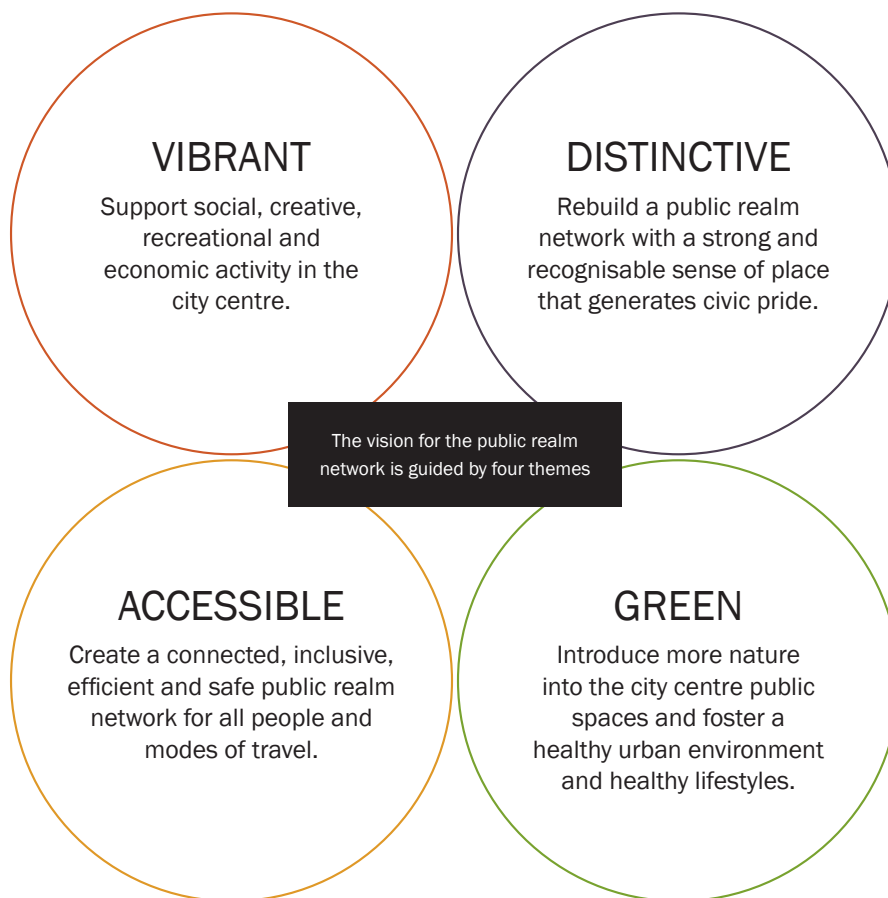 VIBRANT
Support social, creative,
recreational and
economic activity in the
city centre.
DISTINCTIVE
Rebuild a public realm
network with a strong and
recognisable sense of place
that generates civic pride.
The vision for the public realm
network is guided by four themes
ACCESSIBLE
Create a connected, inclusive,
efficient and safe public realm
network for all people and
modes of travel.
GREEN
Introduce more nature
into the city centre public
spaces and foster a
healthy urban environment
and healthy lifestyles.